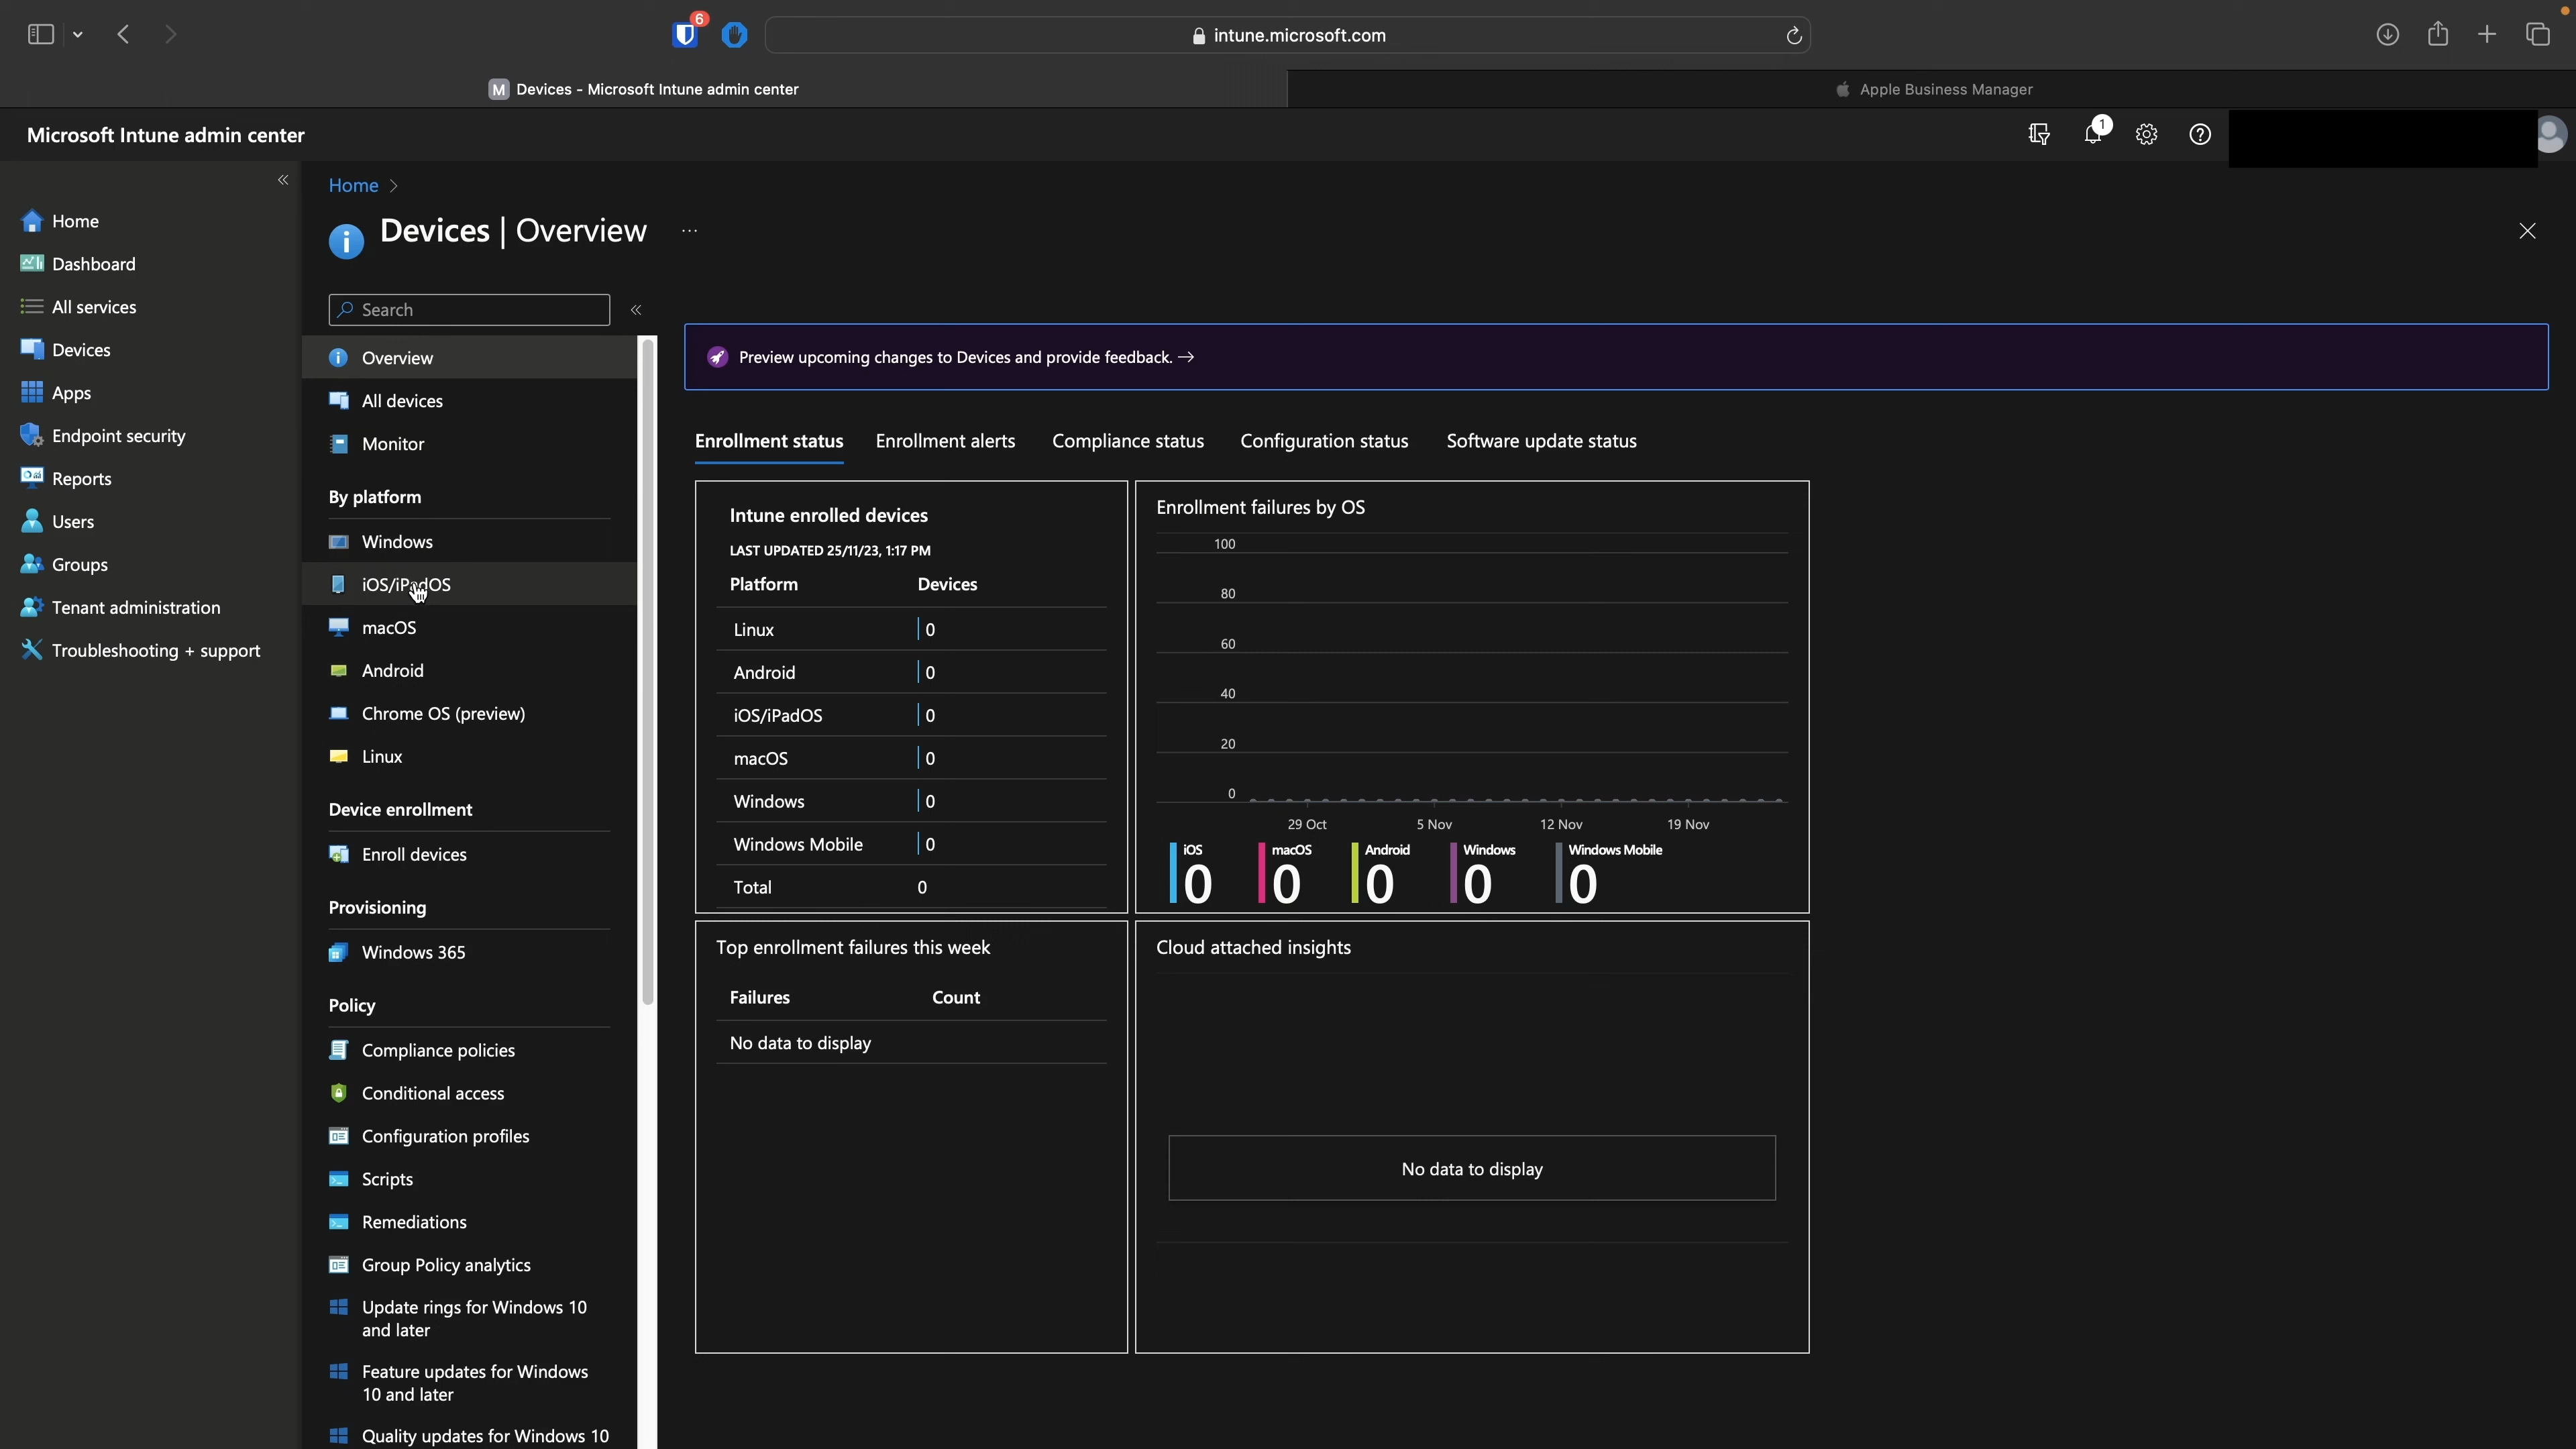 6
intune.microsoft.com
M Devices - Microsoft Intune admin center
Apple Business Manager
Microsoft Intune admin center
1
Home
Dashboard
All services
Devices
Apps
Endpoint security
Reports
Users
Groups
Tenant administration
Troubleshooting + support
Home >
Devices | Overview ...
Search
Overview
All devices
Monitor
By platform
Windows
iOS/iPadOS
macOS
Android
Chrome OS (preview)
Linux
Device enrollment
Enroll devices
Provisioning
Windows 365
Policy
Compliance policies
Conditional access
Configuration profiles
Scripts
Remediations
Group Policy analytics
Update rings for Windows 10
and later
Feature updates for Windows
10 and later
Quality updates for Windows 10
Preview upcoming changes to Devices and provide feedback. →
Enrollment status Enrollment alerts Compliance status Configuration status Software update status
Intune enrolled devices
LAST UPDATED 25/11/23, 1:17 PM
Platform Devices
Linux 0
Android 0
iOS/iPadOS 0
macOS 0
Windows 0
Windows Mobile 0
Total 0
Enrollment failures by OS
100
80
60
40
20
0
29 Oct 5 Nov 12 Nov 19 Nov
iOS macOS Android Windows Windows Mobile
0 0 0 0 0
Top enrollment failures this week
Failures Count
No data to display
Cloud attached insights
No data to display